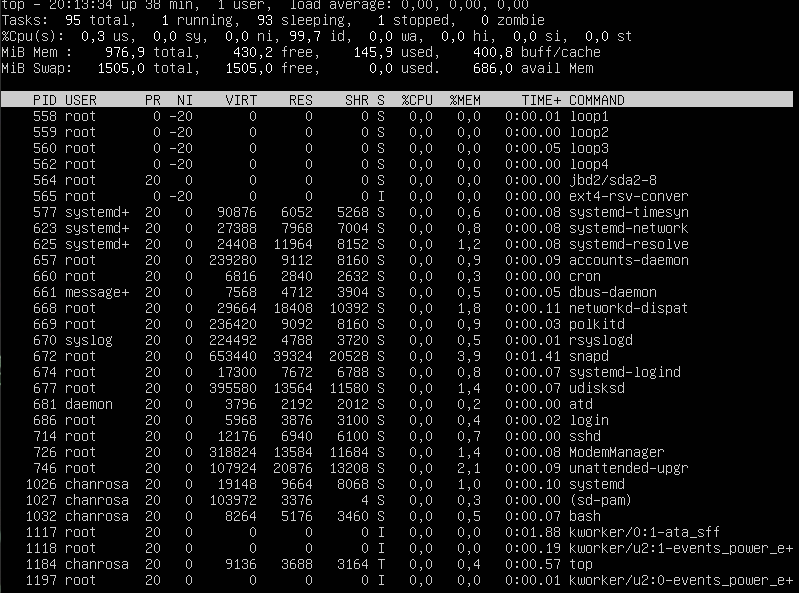 top - 20:13:34 up 38 min,  1 user,  load average: 0,00, 0,00, 0,00
Tasks:  95 total,   1 running,  93 sleeping,   1 stopped,   0 zombie
%Cpu(s):  0,3 us,  0,0 sy,  0,0 ni, 99,7 id,  0,0 wa,  0,0 hi,  0,0 si,  0,0 st
MiB Mem :    976,9 total,    430,2 free,    145,9 used,    400,8 buff/cache
MiB Swap:   1505,0 total,   1505,0 free,      0,0 used.    686,0 avail Mem
PID USER      PR  NI    VIRT    RES    SHR S  %CPU  %MEM     TIME+ COMMAND
558 root       0 -20       0      0      0 S   0,0   0,0   0:00.01 loop1
559 root       0 -20       0      0      0 S   0,0   0,0   0:00.00 loop2
560 root       0 -20       0      0      0 S   0,0   0,0   0:00.05 loop3
562 root       0 -20       0      0      0 S   0,0   0,0   0:00.00 loop4
564 root      20   0       0      0      0 S   0,0   0,0   0:00.00 jbd2/sda2-8
565 root       0 -20       0      0      0 I   0,0   0,0   0:00.00 ext4-rsv-conver
577 systemd+  20   0   90876   6052   5268 S   0,0   0,6   0:00.08 systemd-timesyn
623 systemd+  20   0   27388   7968   7004 S   0,0   0,8   0:00.08 systemd-network
625 systemd+  20   0   24408  11964   8152 S   0,0   1,2   0:00.08 systemd-resolve
657 root      20   0  239280   9112   8160 S   0,0   0,9   0:00.09 accounts-daemon
660 root      20   0    6816   2840   2632 S   0,0   0,3   0:00.00 cron
661 message+  20   0    7568   4712   3904 S   0,0   0,5   0:00.05 dbus-daemon
668 root      20   0   29664  18408  10392 S   0,0   1,8   0:00.11 networkd-dispat
669 root      20   0  236420   9092   8160 S   0,0   0,9   0:00.03 polkitd
670 syslog    20   0  224492   4788   3720 S   0,0   0,5   0:00.01 rsyslogd
672 root      20   0  653440  39324  20528 S   0,0   3,9   0:01.41 snapd
674 root      20   0   17300   7672   6788 S   0,0   0,8   0:00.07 systemd-logind
677 root      20   0  395580  13564  11580 S   0,0   1,4   0:00.07 udisksd
681 daemon    20   0    3796   2192   2012 S   0,0   0,2   0:00.00 atd
686 root      20   0    5968   3876   3100 S   0,0   0,4   0:00.02 login
714 root      20   0   12176   6940   6100 S   0,0   0,7   0:00.00 sshd
726 root      20   0  318824  13584  11684 S   0,0   1,4   0:00.08 ModemManager
746 root      20   0  107924  20876  13208 S   0,0   2,1   0:00.09 unattended-upgr
1026 chanrosa  20   0   19148   9664   8068 S   0,0   1,0   0:00.10 systemd
1027 chanrosa  20   0  103972   3376      4 S   0,0   0,3   0:00.00 (sd-pam)
1032 chanrosa  20   0    8264   5176   3460 S   0,0   0,5   0:00.07 bash
1117 root      20   0       0      0      0 I   0,0   0,0   0:01.88 kworker/0:1-ata_sff
1118 root      20   0       0      0      0 I   0,0   0,0   0:00.19 kworker/u2:1-events_power_e+
1184 chanrosa  20   0    9136   3688   3164 T   0,0   0,4   0:00.57 top
1197 root      20   0       0      0      0 I   0,0   0,0   0:00.01 kworker/u2:0-events_power_e+